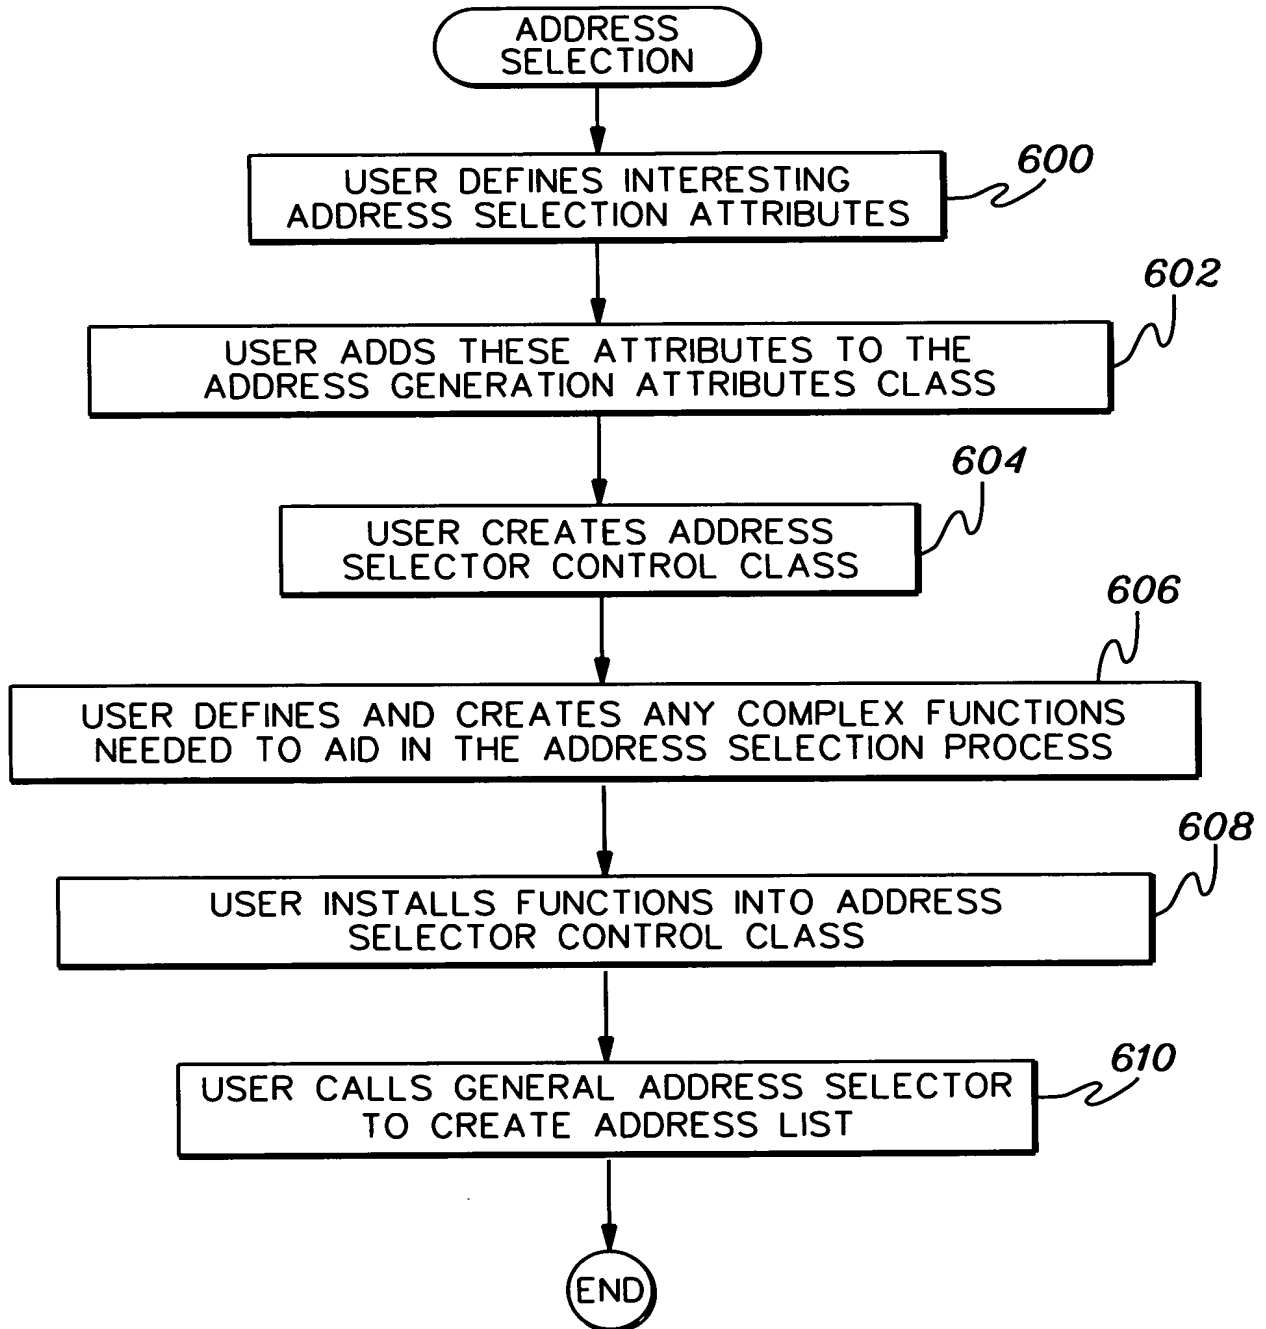 ADDRESS
SELECTION
600
USER DEFINES INTERESTING
ADDRESS SELECTION ATTRIBUTES
602
USER ADDS THESE ATTRIBUTES TO THE
ADDRESS GENERATION ATTRIBUTES CLASS
604
USER CREATES ADDRESS
SELECTOR CONTROL CLASS
606
USER DEFINES AND CREATES ANY COMPLEX FUNCTIONS
NEEDED TO AID IN THE ADDRESS SELECTION PROCESS
608
USER INSTALLS FUNCTIONS INTO ADDRESS
SELECTOR CONTROL CLASS
610
USER CALLS GENERAL ADDRESS SELECTOR
TO CREATE ADDRESS LIST
END